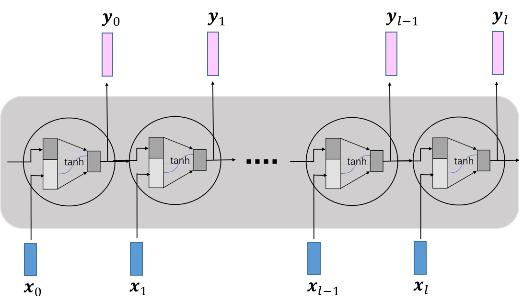 y₀ y₁ yₗ₋₁ yₗ
tanh tanh tanh tanh
x₀ x₁ xₗ₋₁ xₗ